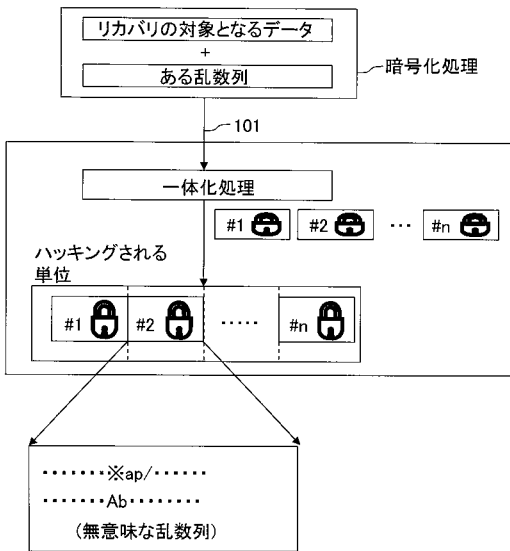 リカバリの対象となるデータ
+
ある乱数列
暗号化処理
101
一体化処理
#1 #2 … #n
ハッキングされる
単位
#1 #2 ‥‥‥ #n
‥‥‥‥※ap/‥‥‥
‥‥‥‥Ab‥‥‥‥‥
(無意味な乱数列)